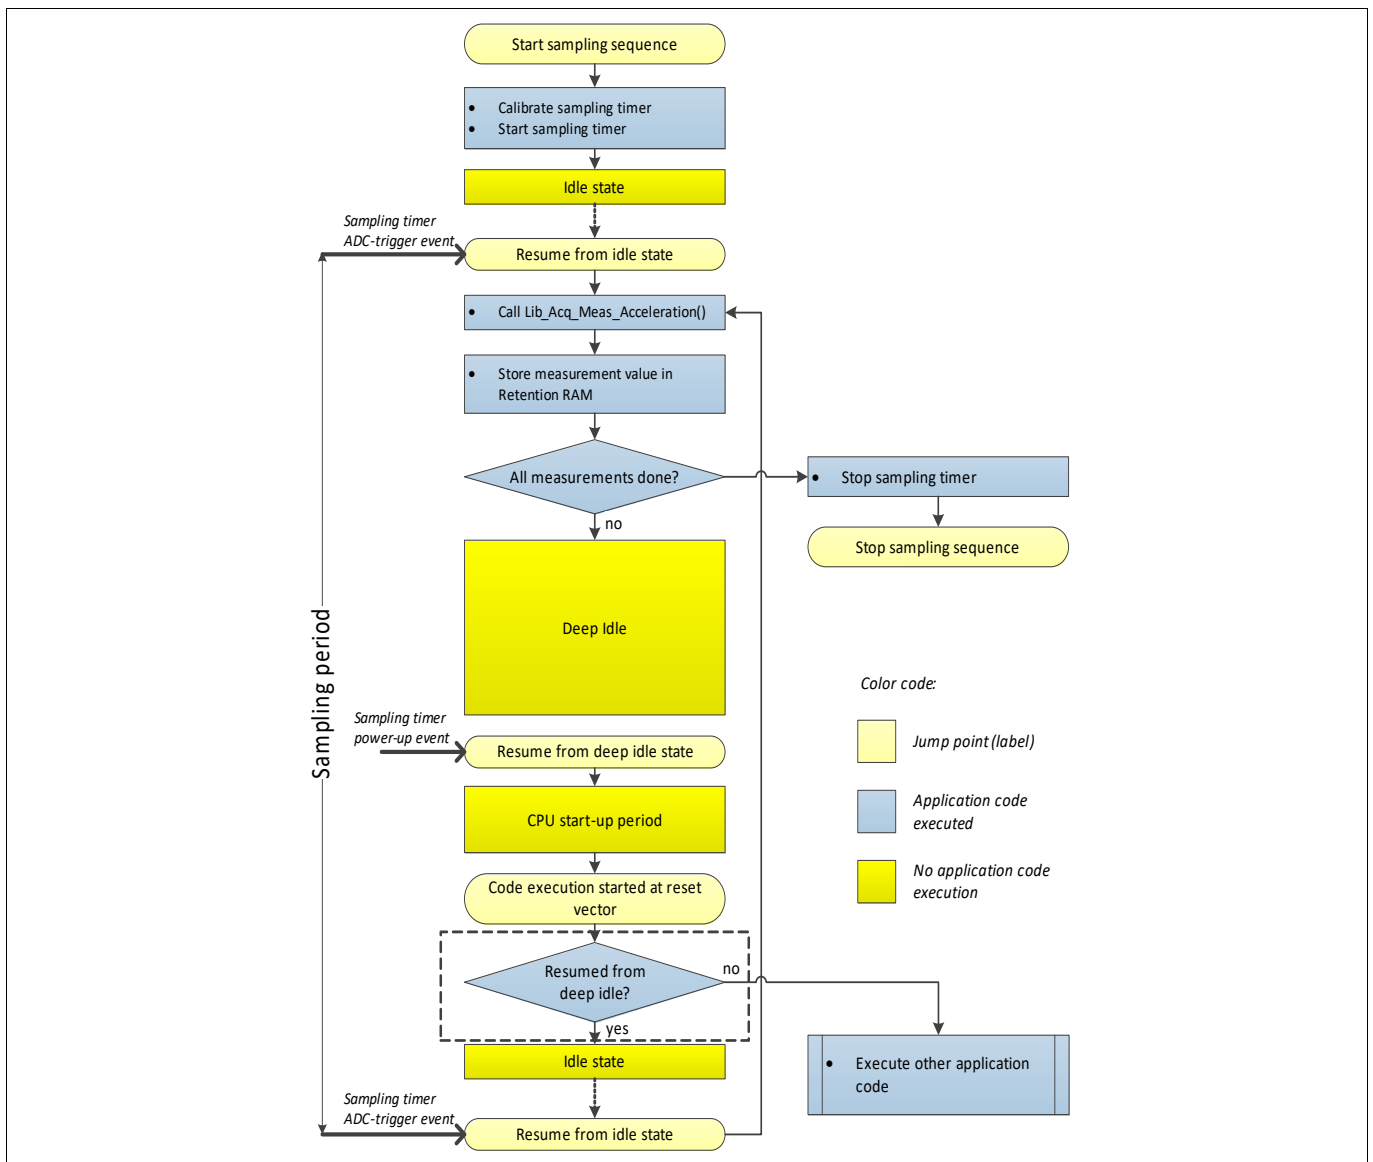 Start sampling sequence
• Calibrate sampling timer
• Start sampling timer
Idle state
Sampling timer
ADC-trigger event
Resume from idle state
• Call Lib_Acq_Meas_Acceleration()
• Store measurement value in
Retention RAM
All measurements done?
• Stop sampling timer
no
Stop sampling sequence
Deep Idle
Sampling period
Color code:
Jump point (label)
Application code
executed
No application code
execution
Sampling timer
power-up event
Resume from deep idle state
CPU start-up period
Code execution started at reset
vector
Resumed from
deep idle?
no
yes
Idle state
• Execute other application
code
Sampling timer
ADC-trigger event
Resume from idle state